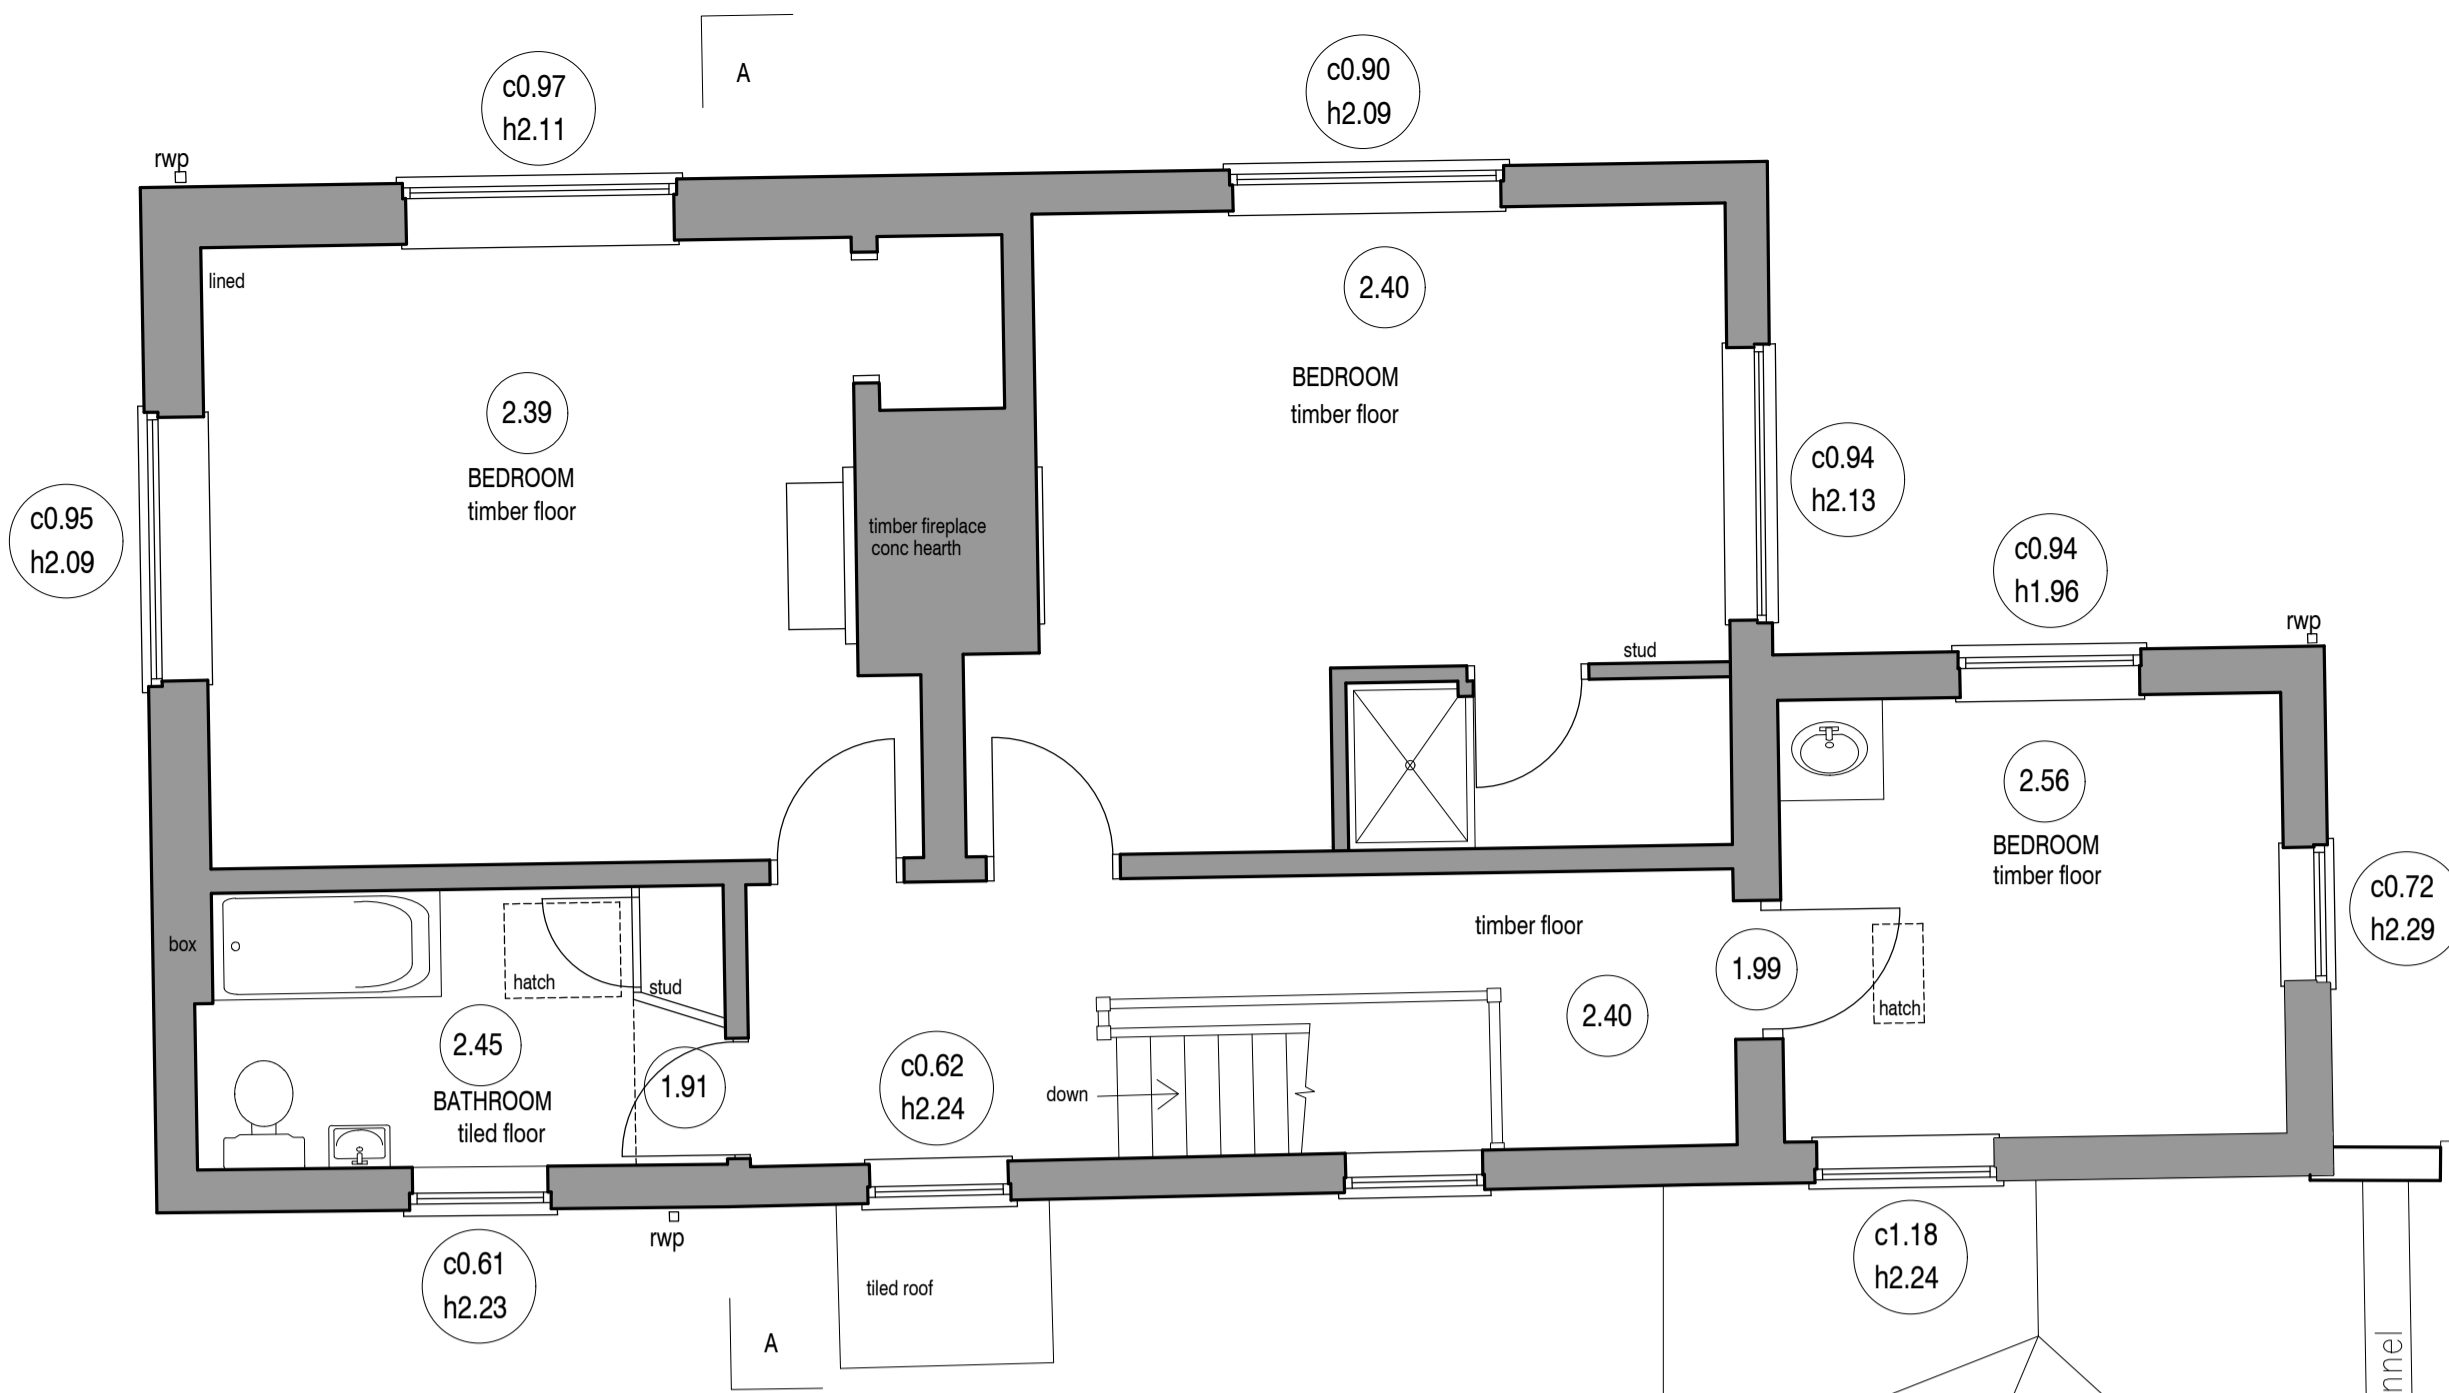 A
c0.97
h2.11
c0.90
h2.09
rwp
lined
2.40
BEDROOM
timber floor
2.39
BEDROOM
timber floor
c0.95
h2.09
timber fireplace
conc hearth
c0.94
h2.13
c0.94
h1.96
rwp
stud
2.56
BEDROOM
timber floor
c0.72
h2.29
box
hatch
stud
timber floor
1.99
2.40
hatch
2.45
BATHROOM
tiled floor
1.91
c0.62
h2.24
down
rwp
c0.61
h2.23
tiled roof
c1.18
h2.24
A
nnel